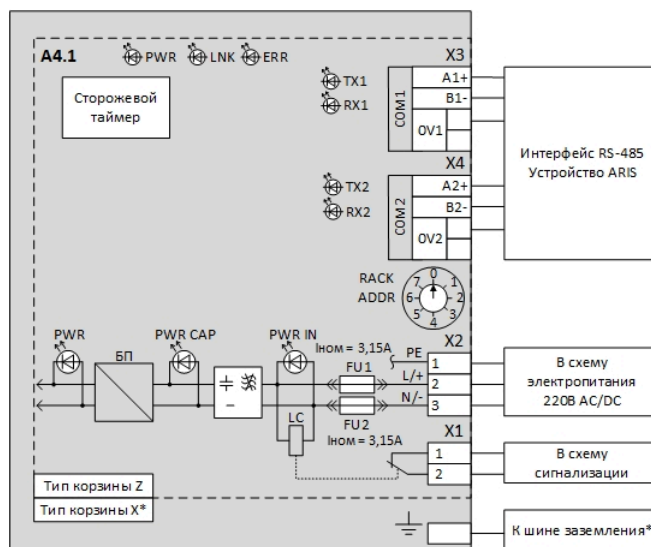 A4.1
PWR
LNK
ERR
X3
Сторожевой
таймер
TX1
RX1
COM1
A1+
B1-
0V1
Интерфейс RS-485
Устройство ARIS
X4
TX2
RX2
COM2
A2+
B2-
0V2
RACK
ADDR
0
1
2
3
4
5
6
7
PWR
БП
PWR CAP
PWR IN
Iном = 3,15А
FU1
PE
L/+
N/-
X2
1
2
3
В схему
электропитания
220В AC/DC
LC
FU2
Iном = 3,15А
X1
1
2
В схему
сигнализации
Тип корзины Z
Тип корзины X*
К шине заземления*